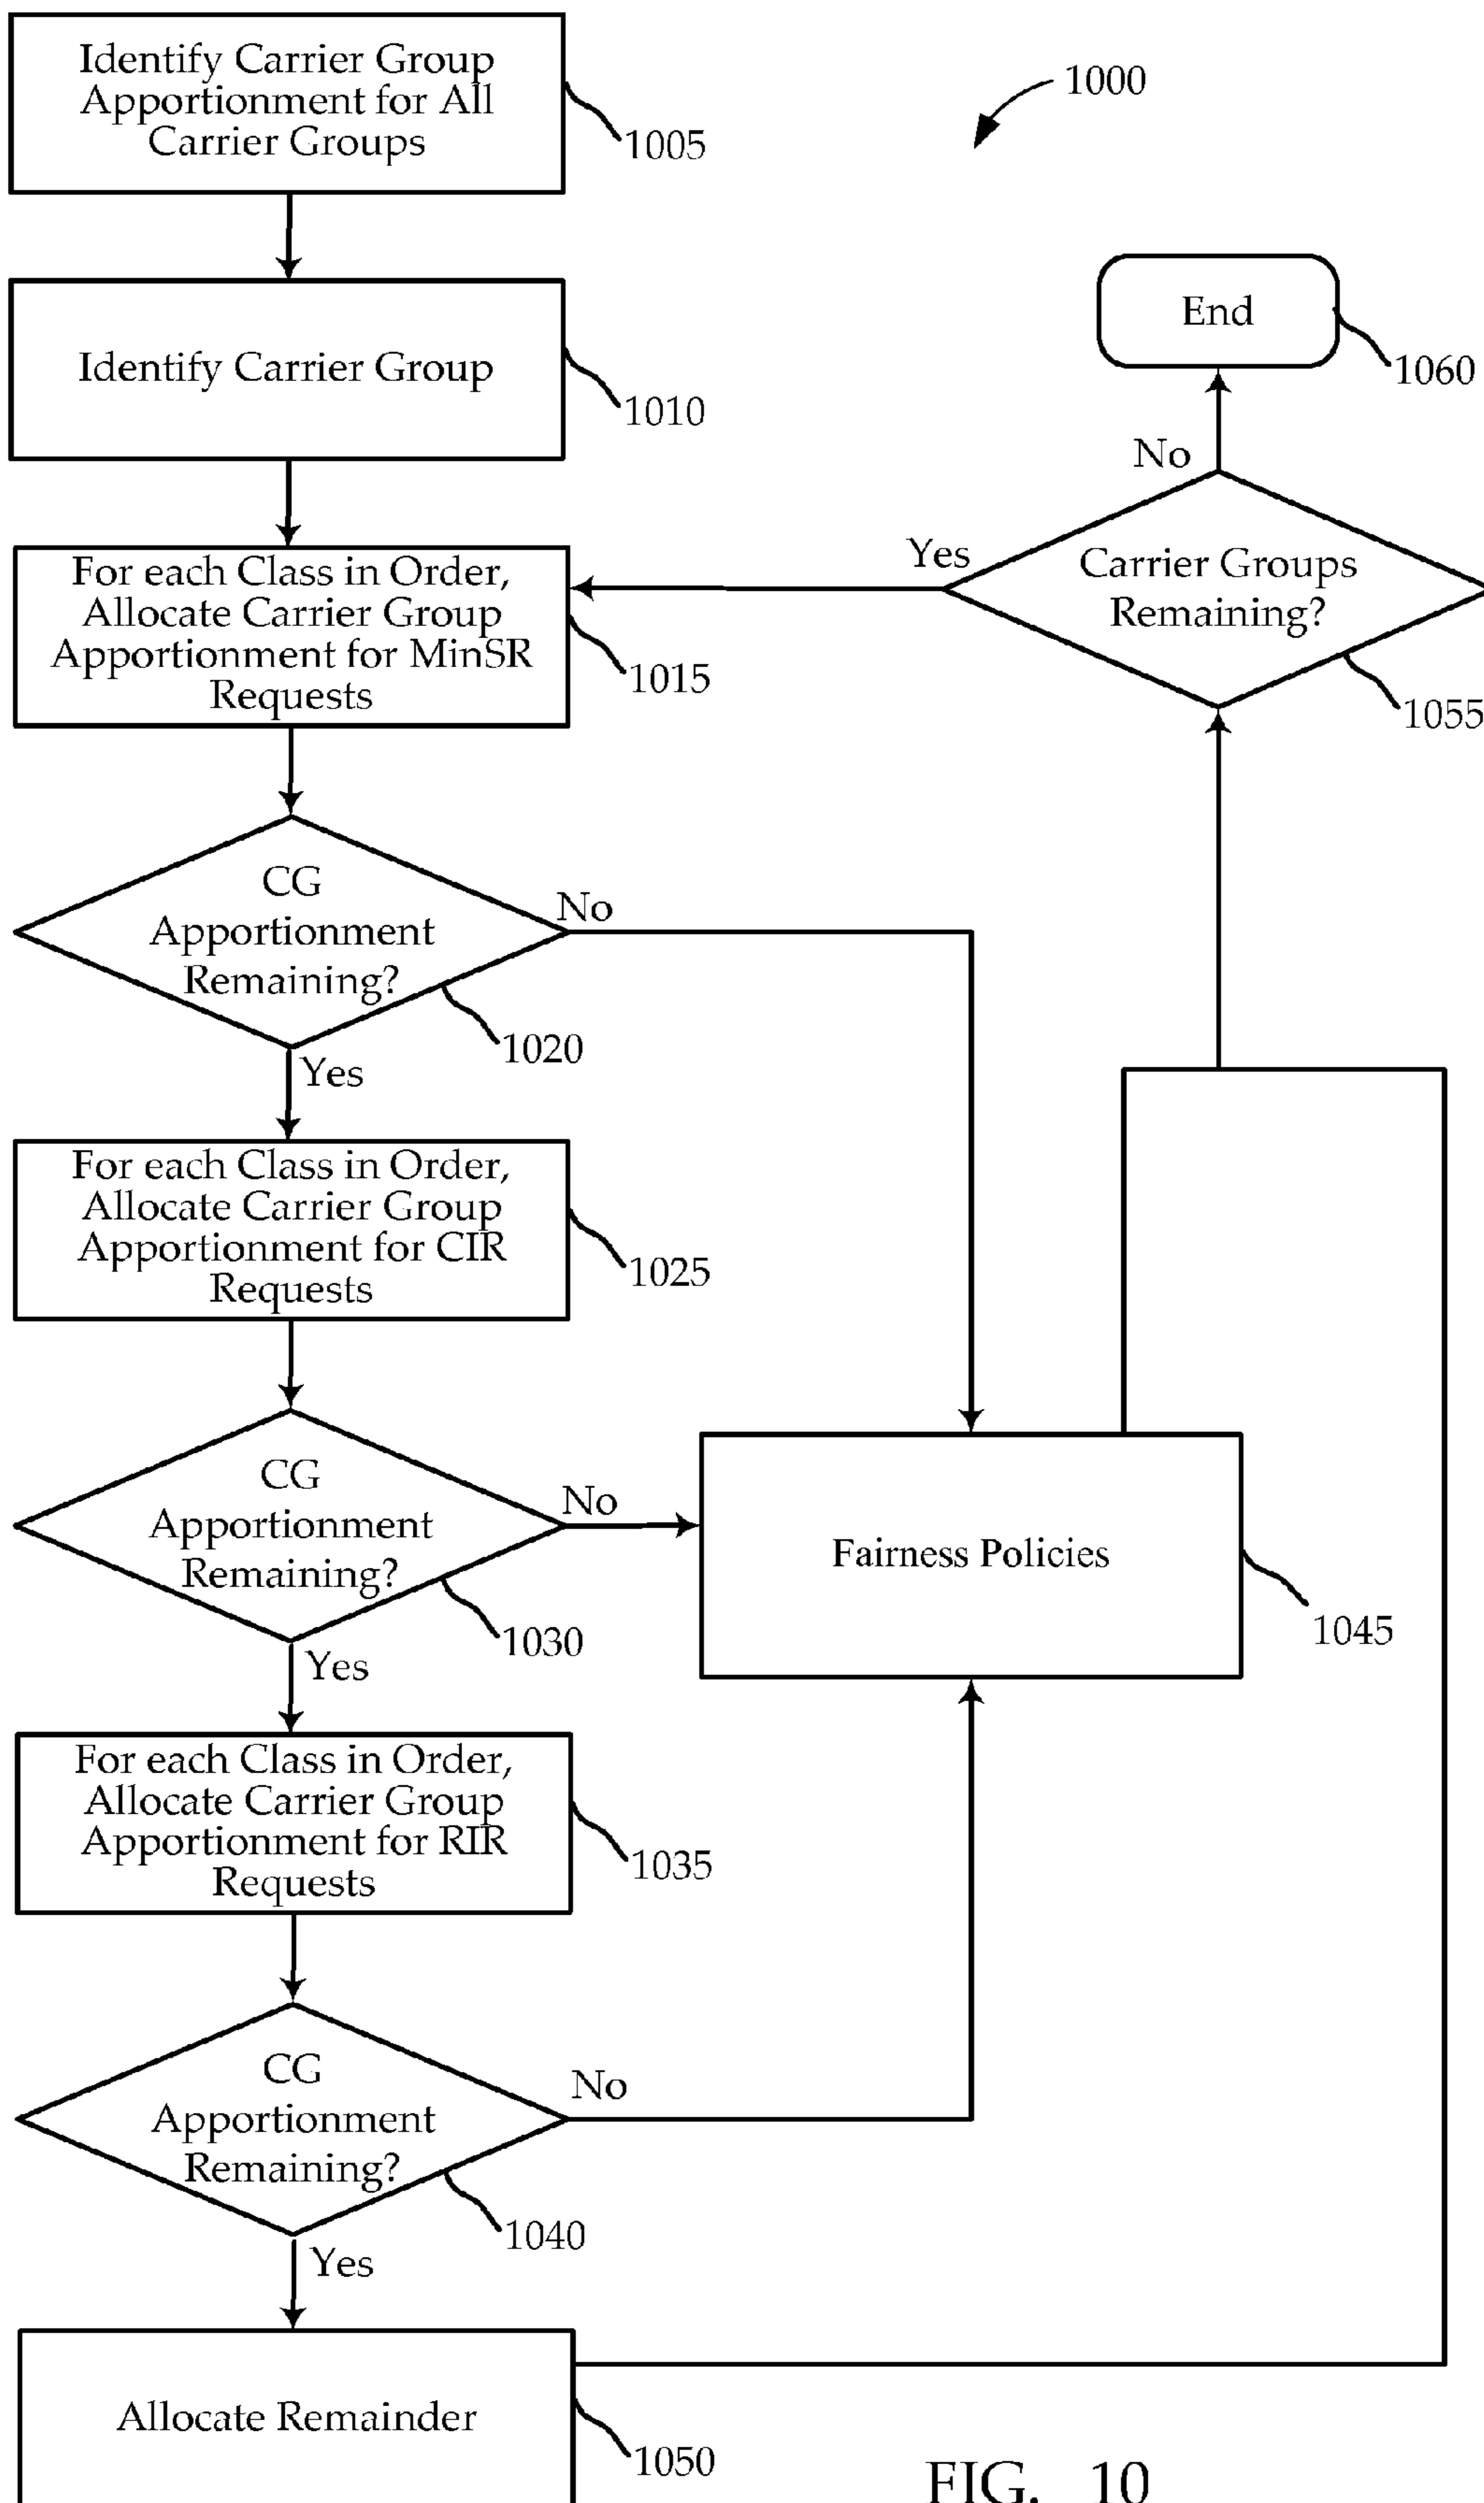 Identify Carrier Group
Apportionment for All
Carrier Groups
1005
1000
Identify Carrier Group
1010
End
1060
No
Carrier Groups
Remaining?
Yes
1055
For each Class in Order,
Allocate Carrier Group
Apportionment for MinSR
Requests
1015
CG
Apportionment
Remaining?
No
1020
Yes
For each Class in Order,
Allocate Carrier Group
Apportionment for CIR
Requests
1025
CG
Apportionment
Remaining?
No
1030
Yes
Fairness Policies
1045
For each Class in Order,
Allocate Carrier Group
Apportionment for RIR
Requests
1035
CG
Apportionment
Remaining?
No
1040
Yes
Allocate Remainder
1050
FIG. 10